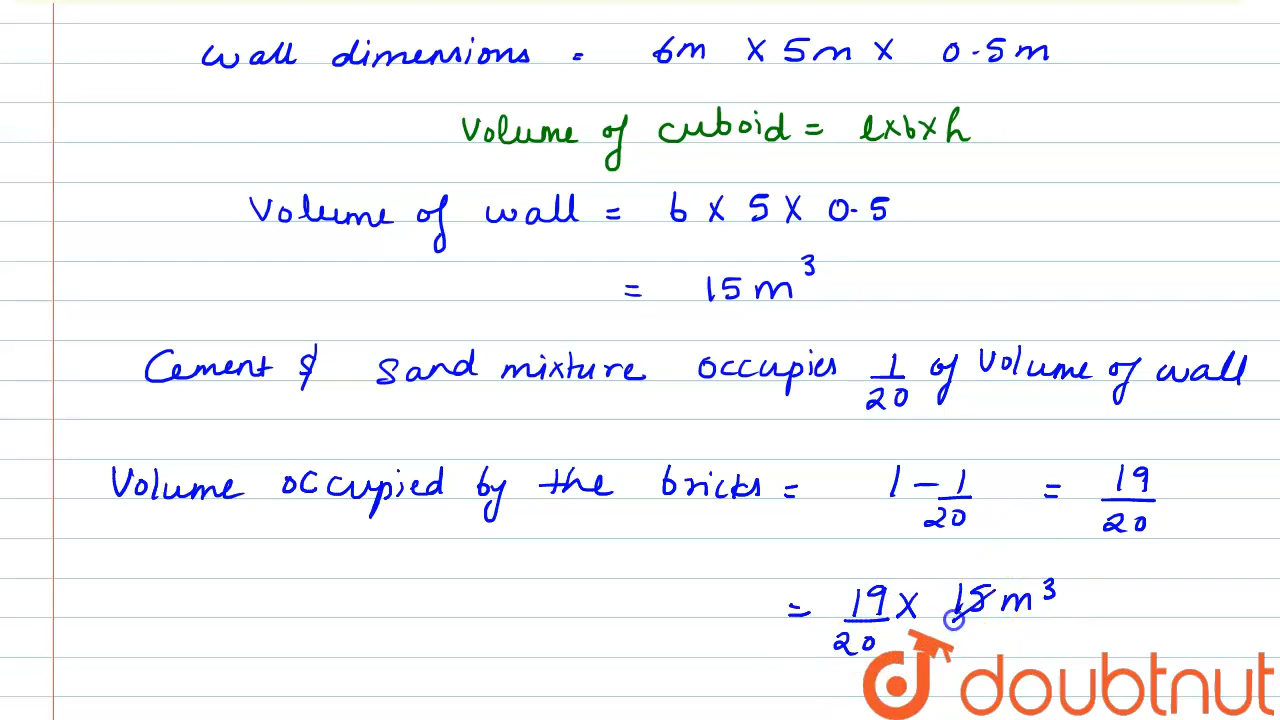 Wall dimensions = 6m × 5m × 0.5m
Volume of cuboid = l×b×h
Volume of wall = 6 × 5 × 0.5
= 15 m³
Cement & Sand mixture occupies 1/20 of Volume of wall
Volume occupied by the bricks = 1 - 1/20 = 19/20
= 19/20 × 15 m³
doubtnut